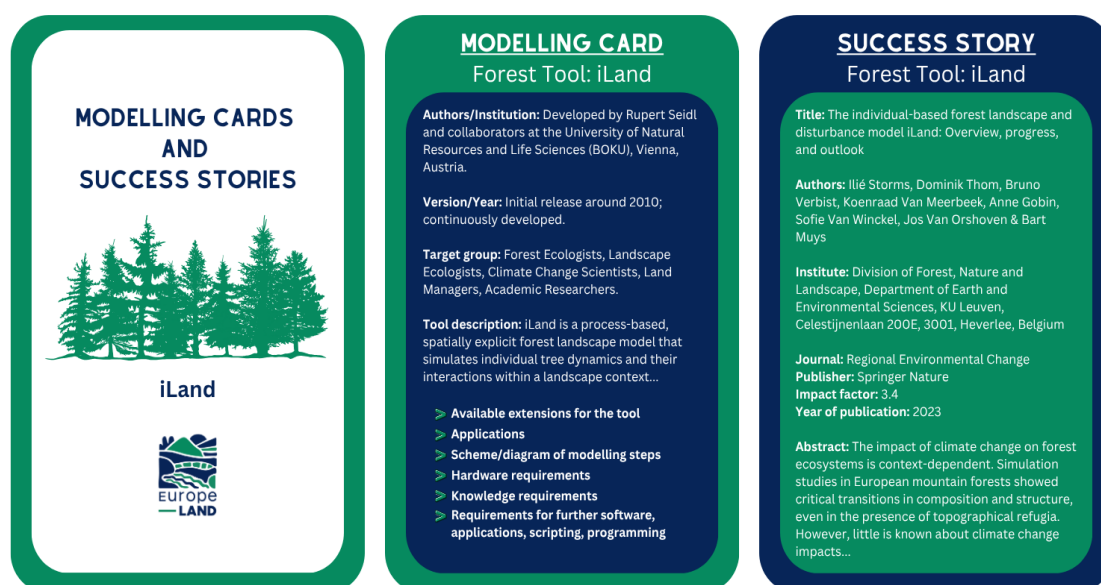 MODELLING CARDS
AND
SUCCESS STORIES
iLand
EUrOPe
LAND
MODELLING CARD
Forest Tool: iLand
Authors/Institution: Developed by Rupert Seidl
and collaborators at the University of Natural
Resources and Life Sciences (BOKU), Vienna,
Austria.
Version/Year: Initial release around 2010;
continuously developed.
Target group: Forest Ecologists, Landscape
Ecologists, Climate Change Scientists, Land
Managers, Academic Researchers.
Tool description: iLand is a process-based,
spatially explicit forest landscape model that
simulates individual tree dynamics and their
interactions within a landscape context...
> Available extensions for the tool
> Applications
> Scheme/diagram of modelling steps
> Hardware requirements
> Knowledge requirements
> Requirements for further software,
applications, scripting, programming
SUCCESS STORY
Forest Tool: iLand
Title: The individual-based forest landscape and
disturbance model iLand: Overview, progress,
and outlook
Authors: Ilié Storms, Dominik Thom, Bruno
Verbist, Koenraad Van Meerbeek, Anne Gobin,
Sofie Van Winckel, Jos Van Orshoven & Bart
Muys
Institute: Division of Forest, Nature and
Landscape, Department of Earth and
Environmental Sciences, KU Leuven,
Celestijnenlaan 200E, 3001, Heverlee, Belgium
Journal: Regional Environmental Change
Publisher: Springer Nature
Impact factor: 3.4
Year of publication: 2023
Abstract: The impact of climate change on forest
ecosystems is context-dependent. Simulation
studies in European mountain forests showed
critical transitions in composition and structure,
even in the presence of topographical refugia.
However, little is known about climate change
impacts...